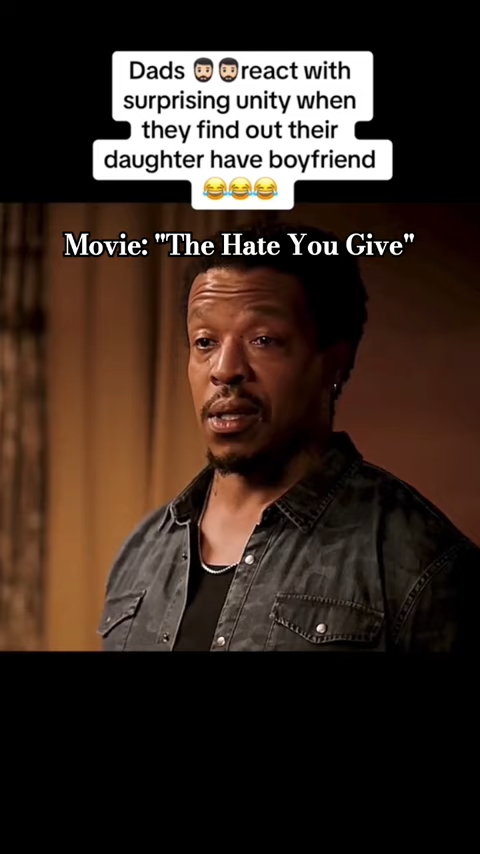 Dads 🧔🏻🧔🏻react with
surprising unity when
they find out their
daughter have boyfriend
😂😂😂
Movie: "The Hate You Give"